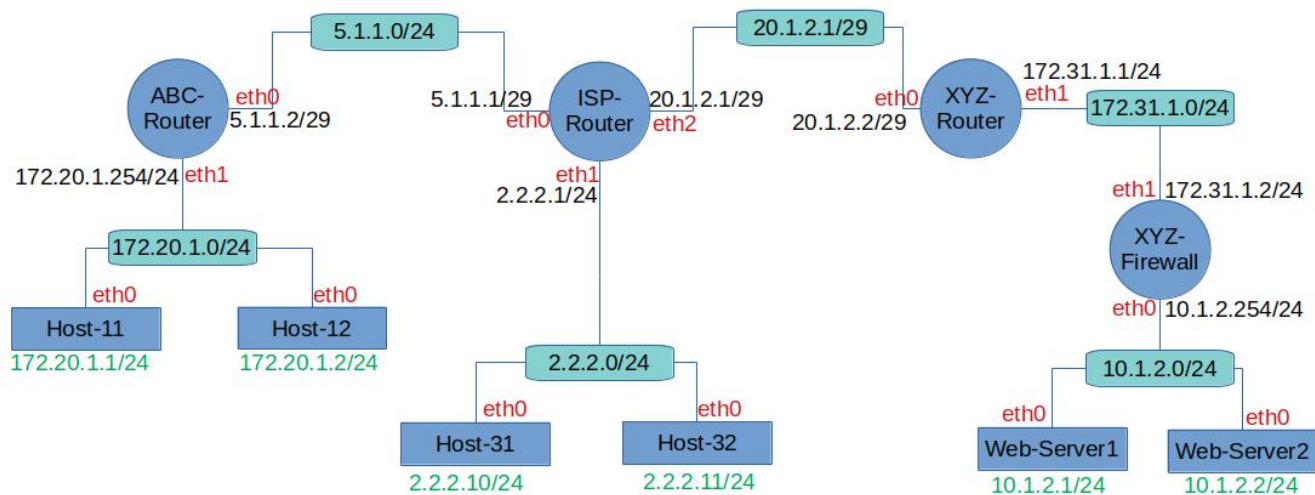 5.1.1.0/24
20.1.2.1/29
ABC-
Router
eth0
5.1.1.2/29
5.1.1.1/29
eth0
ISP-
Router
20.1.2.1/29
eth2
eth0
20.1.2.2/29
XYZ-
Router
172.31.1.1/24
eth1
172.31.1.0/24
172.20.1.254/24
eth1
eth1
2.2.2.1/24
eth1
172.31.1.2/24
XYZ-
Firewall
172.20.1.0/24
eth0
eth0
eth0
10.1.2.254/24
Host-11
Host-12
172.20.1.1/24
172.20.1.2/24
2.2.2.0/24
10.1.2.0/24
eth0
eth0
eth0
eth0
Host-31
Host-32
Web-Server1
Web-Server2
2.2.2.10/24
2.2.2.11/24
10.1.2.1/24
10.1.2.2/24